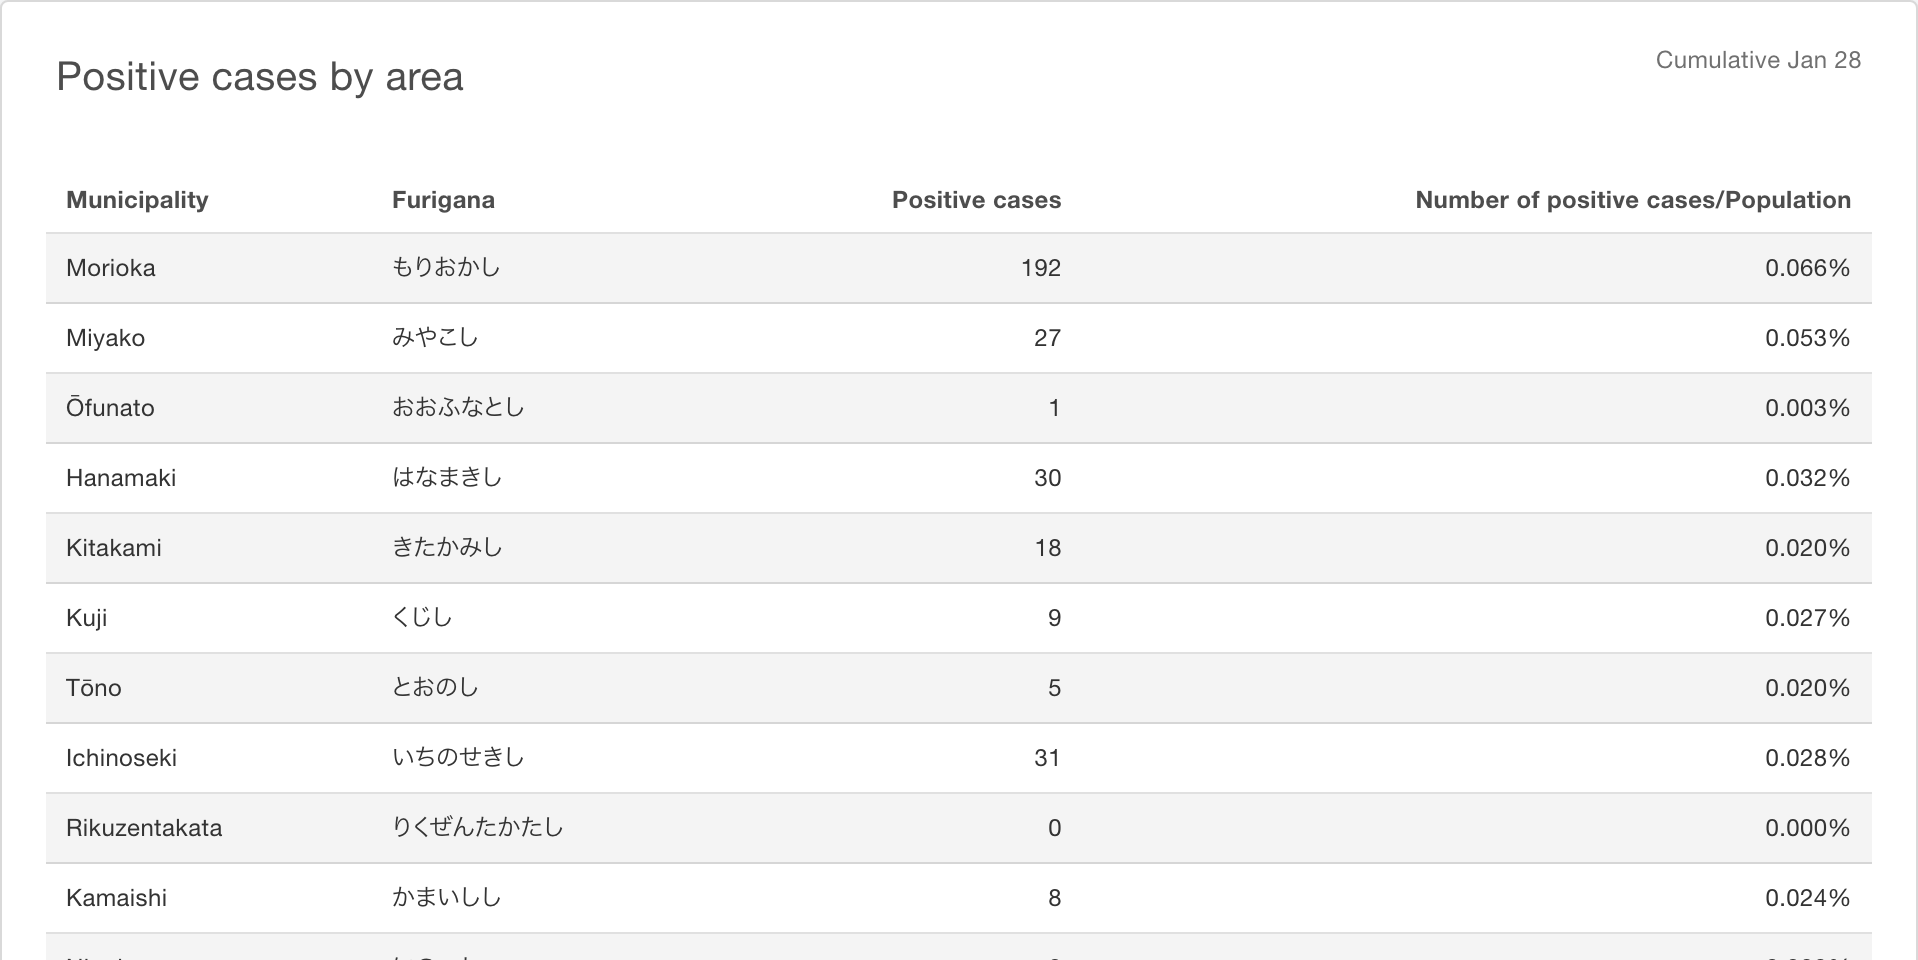 Positive cases by area
Cumulative Jan 28
Municipality Furigana Positive cases Number of positive cases/Population
Morioka もりおかし 192 0.066%
Miyako みやこし 27 0.053%
Ōfunato おおふなとし 1 0.003%
Hanamaki はなまきし 30 0.032%
Kitakami きたかみし 18 0.020%
Kuji くじし 9 0.027%
Tōno とおのし 5 0.020%
Ichinoseki いちのせきし 31 0.028%
Rikuzentakata りくぜんたかたし 0 0.000%
Kamaishi かまいしし 8 0.024%